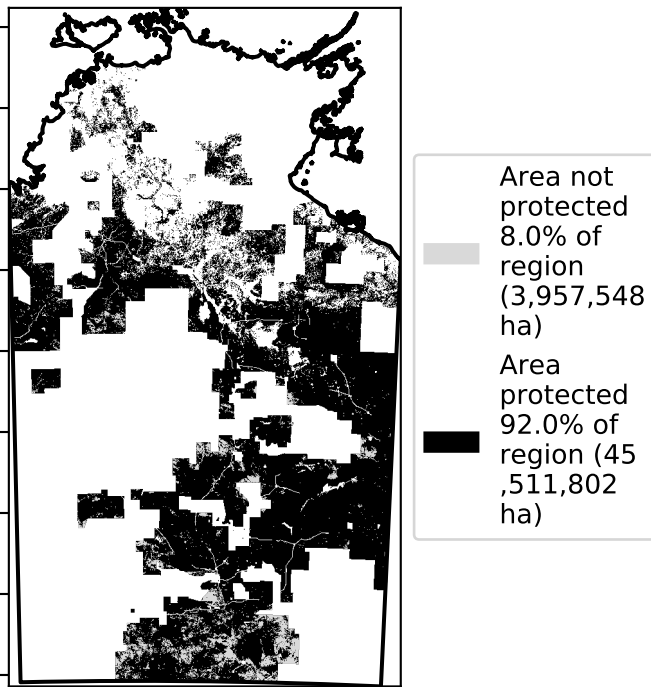 Area not
protected
8.0% of
region
(3,957,548
ha)
Area
protected
92.0% of
region (45
,511,802
ha)